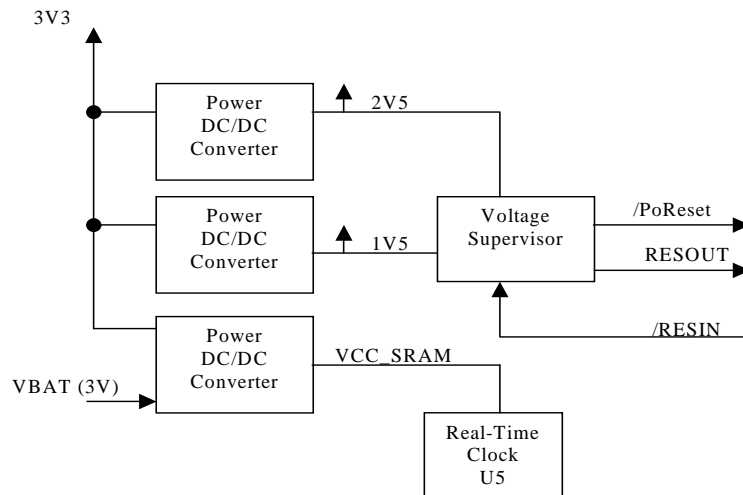 3V3
Power
DC/DC
Converter
2V5
Power
DC/DC
Converter
1V5
Voltage
Supervisor
/PoReset
RESOUT
/RESIN
Power
DC/DC
Converter
VCC_SRAM
VBAT (3V)
Real-Time
Clock
U5